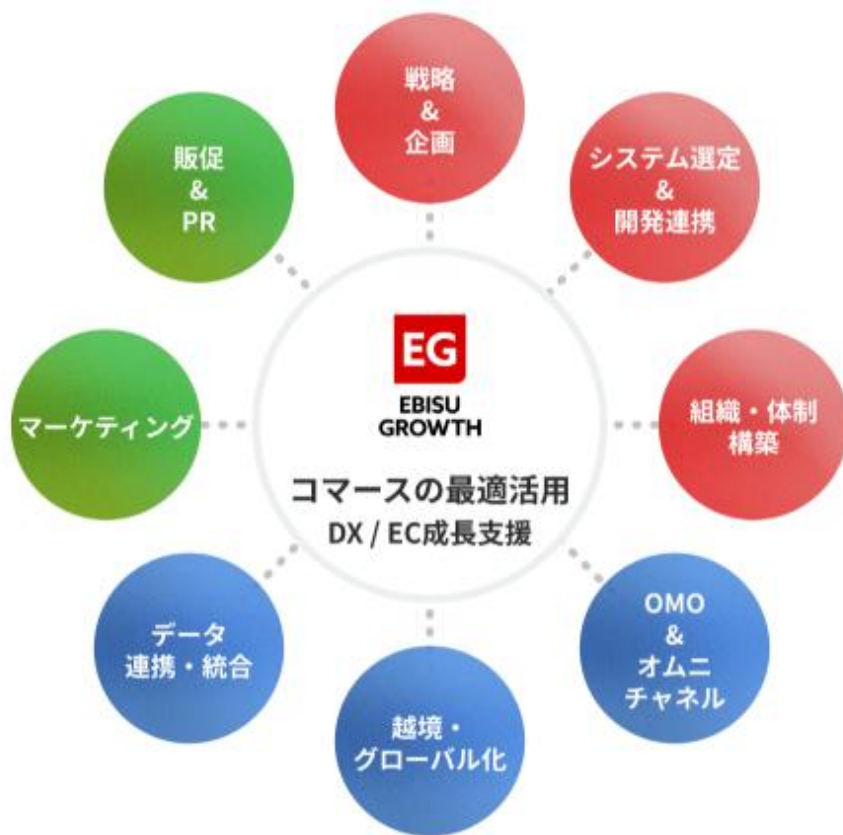 戦略
&
企画
システム選定
&
開発連携
組織・体制
構築
OMO
&
オムニ
チャネル
越境・
グローバル化
データ
連携・統合
マーケティング
販促
&
PR
EG
EBISU
GROWTH
コマースの最適活用
DX / EC成長支援